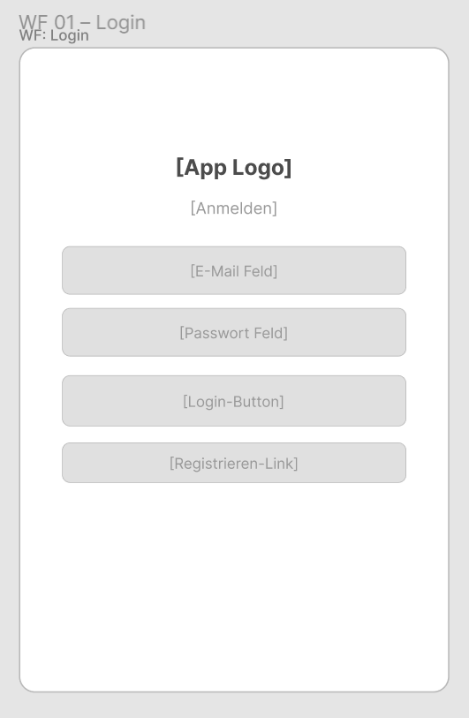 WF 01 – Login
WF: Login
[App Logo]
[Anmelden]
[E-Mail Feld]
[Passwort Feld]
[Login-Button]
[Registrieren-Link]